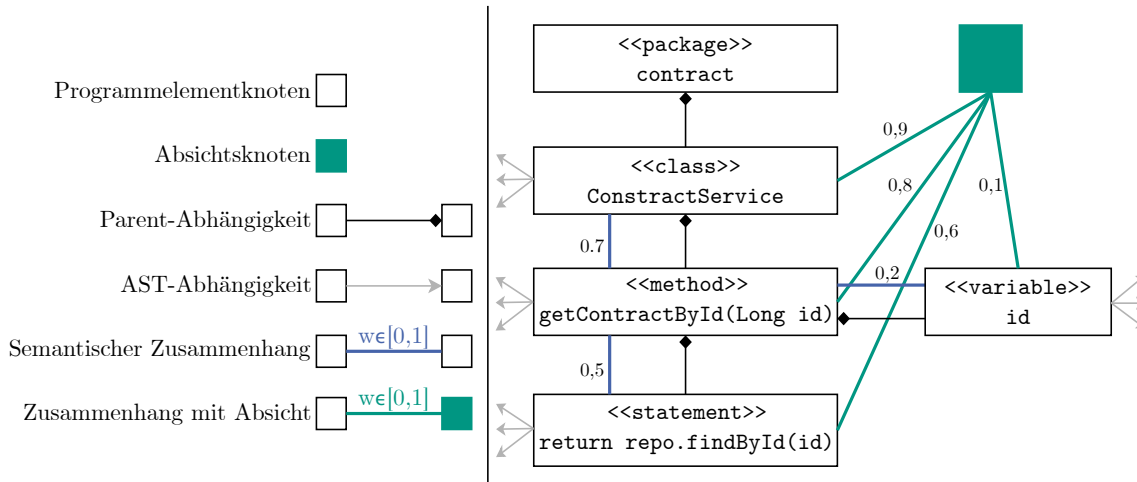 Programmelementknoten
Absichtsknoten
Parent-Abhängigkeit
AST-Abhängigkeit
Semantischer Zusammenhang
w∈[0,1]
Zusammenhang mit Absicht
w∈[0,1]
<<package>>
contract
0,9
<<class>>
ConstractService
0,8
0,1
0.7
0,6
<<method>>
getContractById(Long id)
0,2
<<variable>>
id
0,5
<<statement>>
return repo.findById(id)